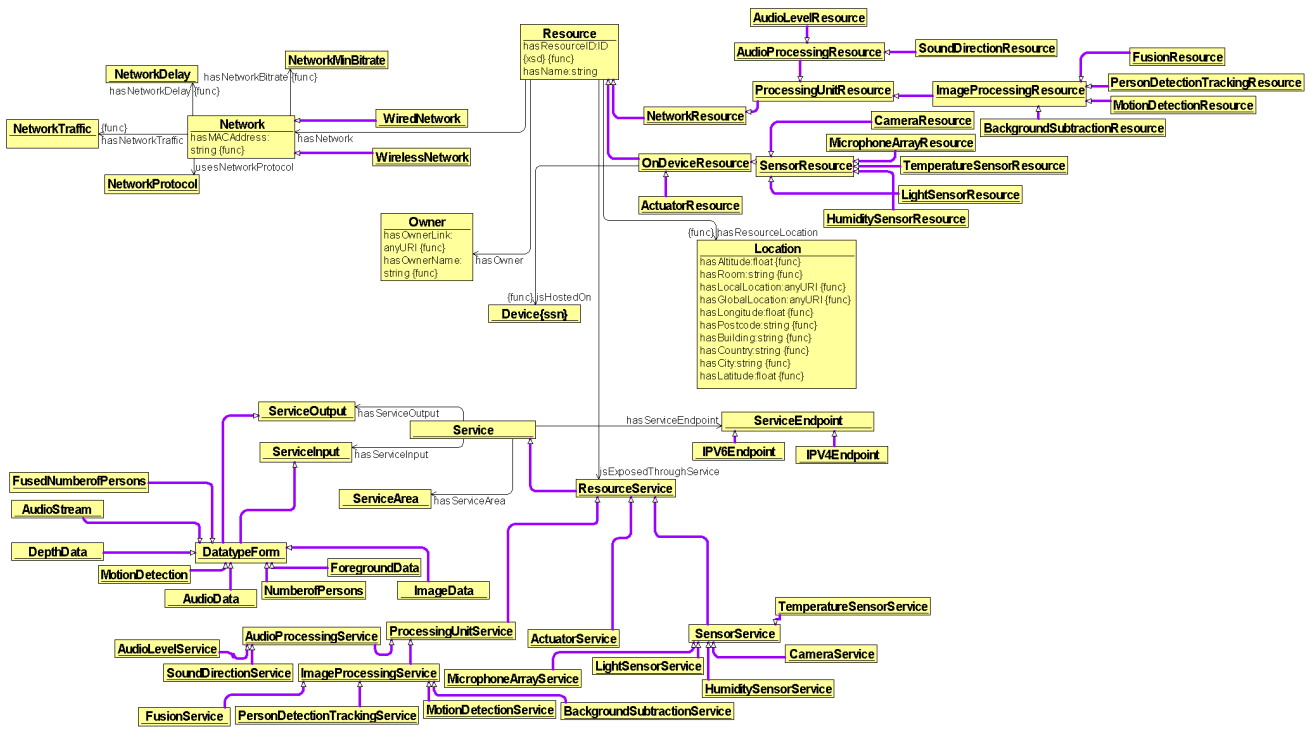 AudioLevelResource
Resource
hasResourceID:ID
{xsd} {func}
hasName:string
AudioProcessingResource
SoundDirectionResource
FusionResource
NetworkMinBitrate
NetworkDelay
hasNetworkBitrate {func}
hasNetworkDelay {func}
ProcessingUnitResource
ImageProcessingResource
PersonDetectionTrackingResource
MotionDetectionResource
NetworkTraffic
{func}
hasNetworkTraffic
Network
hasMACAddress:
string {func}
WiredNetwork
hasNetwork
NetworkResource
CameraResource
BackgroundSubtractionResource
MicrophoneArrayResource
WirelessNetwork
usesNetworkProtocol
OnDeviceResource
SensorResource
TemperatureSensorResource
NetworkProtocol
LightSensorResource
ActuatorResource
HumiditySensorResource
Owner
hasOwnerLink:
anyURI {func}
hasOwnerName:
string {func}
hasOwner
{func} hasResourceLocation
Location
hasAltitude:float {func}
hasRoom:string {func}
hasLocalLocation:anyURI {func}
hasGlobalLocation:anyURI {func}
hasLongitude:float {func}
hasPostcode:string {func}
hasBuilding:string {func}
hasCountry:string {func}
hasCity:string {func}
hasLatitude:float {func}
{func} isHostedOn
Device{ssn}
ServiceOutput
hasServiceOutput
Service
hasServiceEndpoint
ServiceEndpoint
ServiceInput
hasServiceInput
IPV6Endpoint
IPV4Endpoint
isExposedThroughService
FusedNumberofPersons
ServiceArea
hasServiceArea
ResourceService
AudioStream
DepthData
DatatypeForm
MotionDetection
ForegroundData
AudioData
NumberofPersons
ImageData
TemperatureSensorService
AudioLevelService
AudioProcessingService
ProcessingUnitService
ActuatorService
SensorService
CameraService
SoundDirectionService
ImageProcessingService
MicrophoneArrayService
LightSensorService
HumiditySensorService
FusionService
PersonDetectionTrackingService
MotionDetectionService
BackgroundSubtractionService